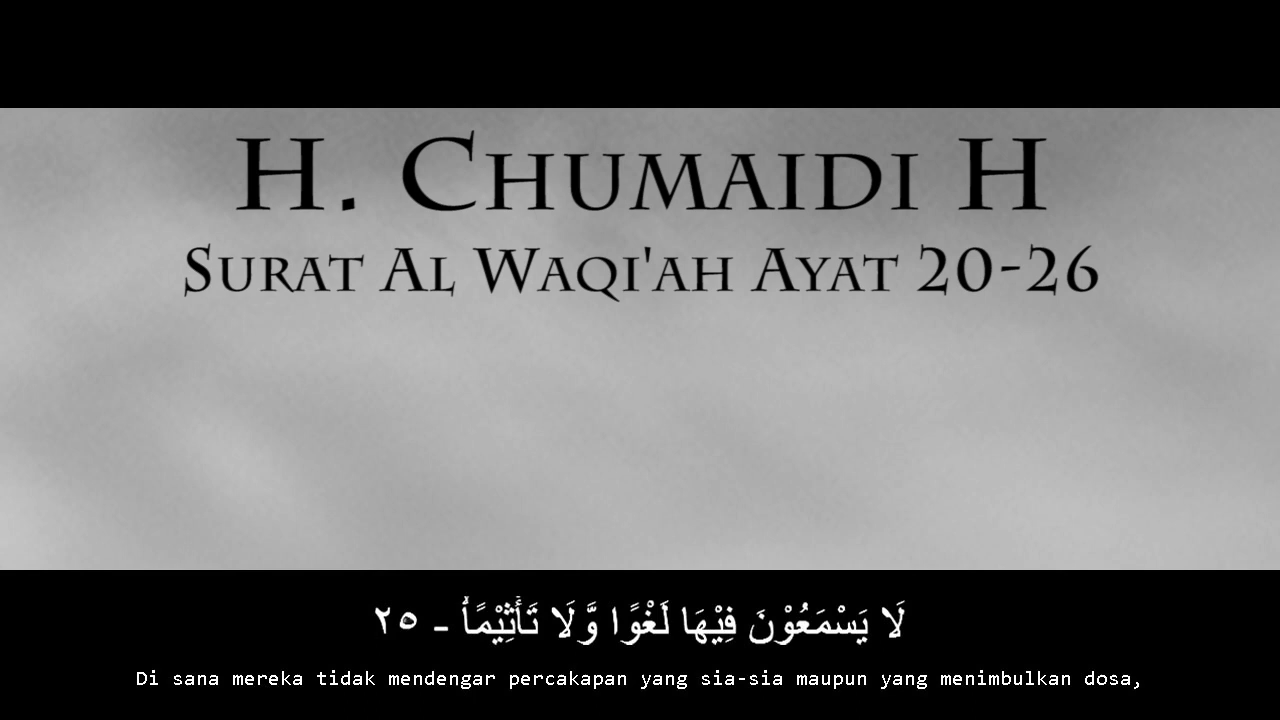 H. Chumaidi H
Surat Al Waqi'ah Ayat 20-26
لَا يَسْمَعُوْنَ فِيْهَا لَغْوًا وَّلَا تَأْثِيْمًاۙ - ٢٥
Di sana mereka tidak mendengar percakapan yang sia-sia maupun yang menimbulkan dosa,